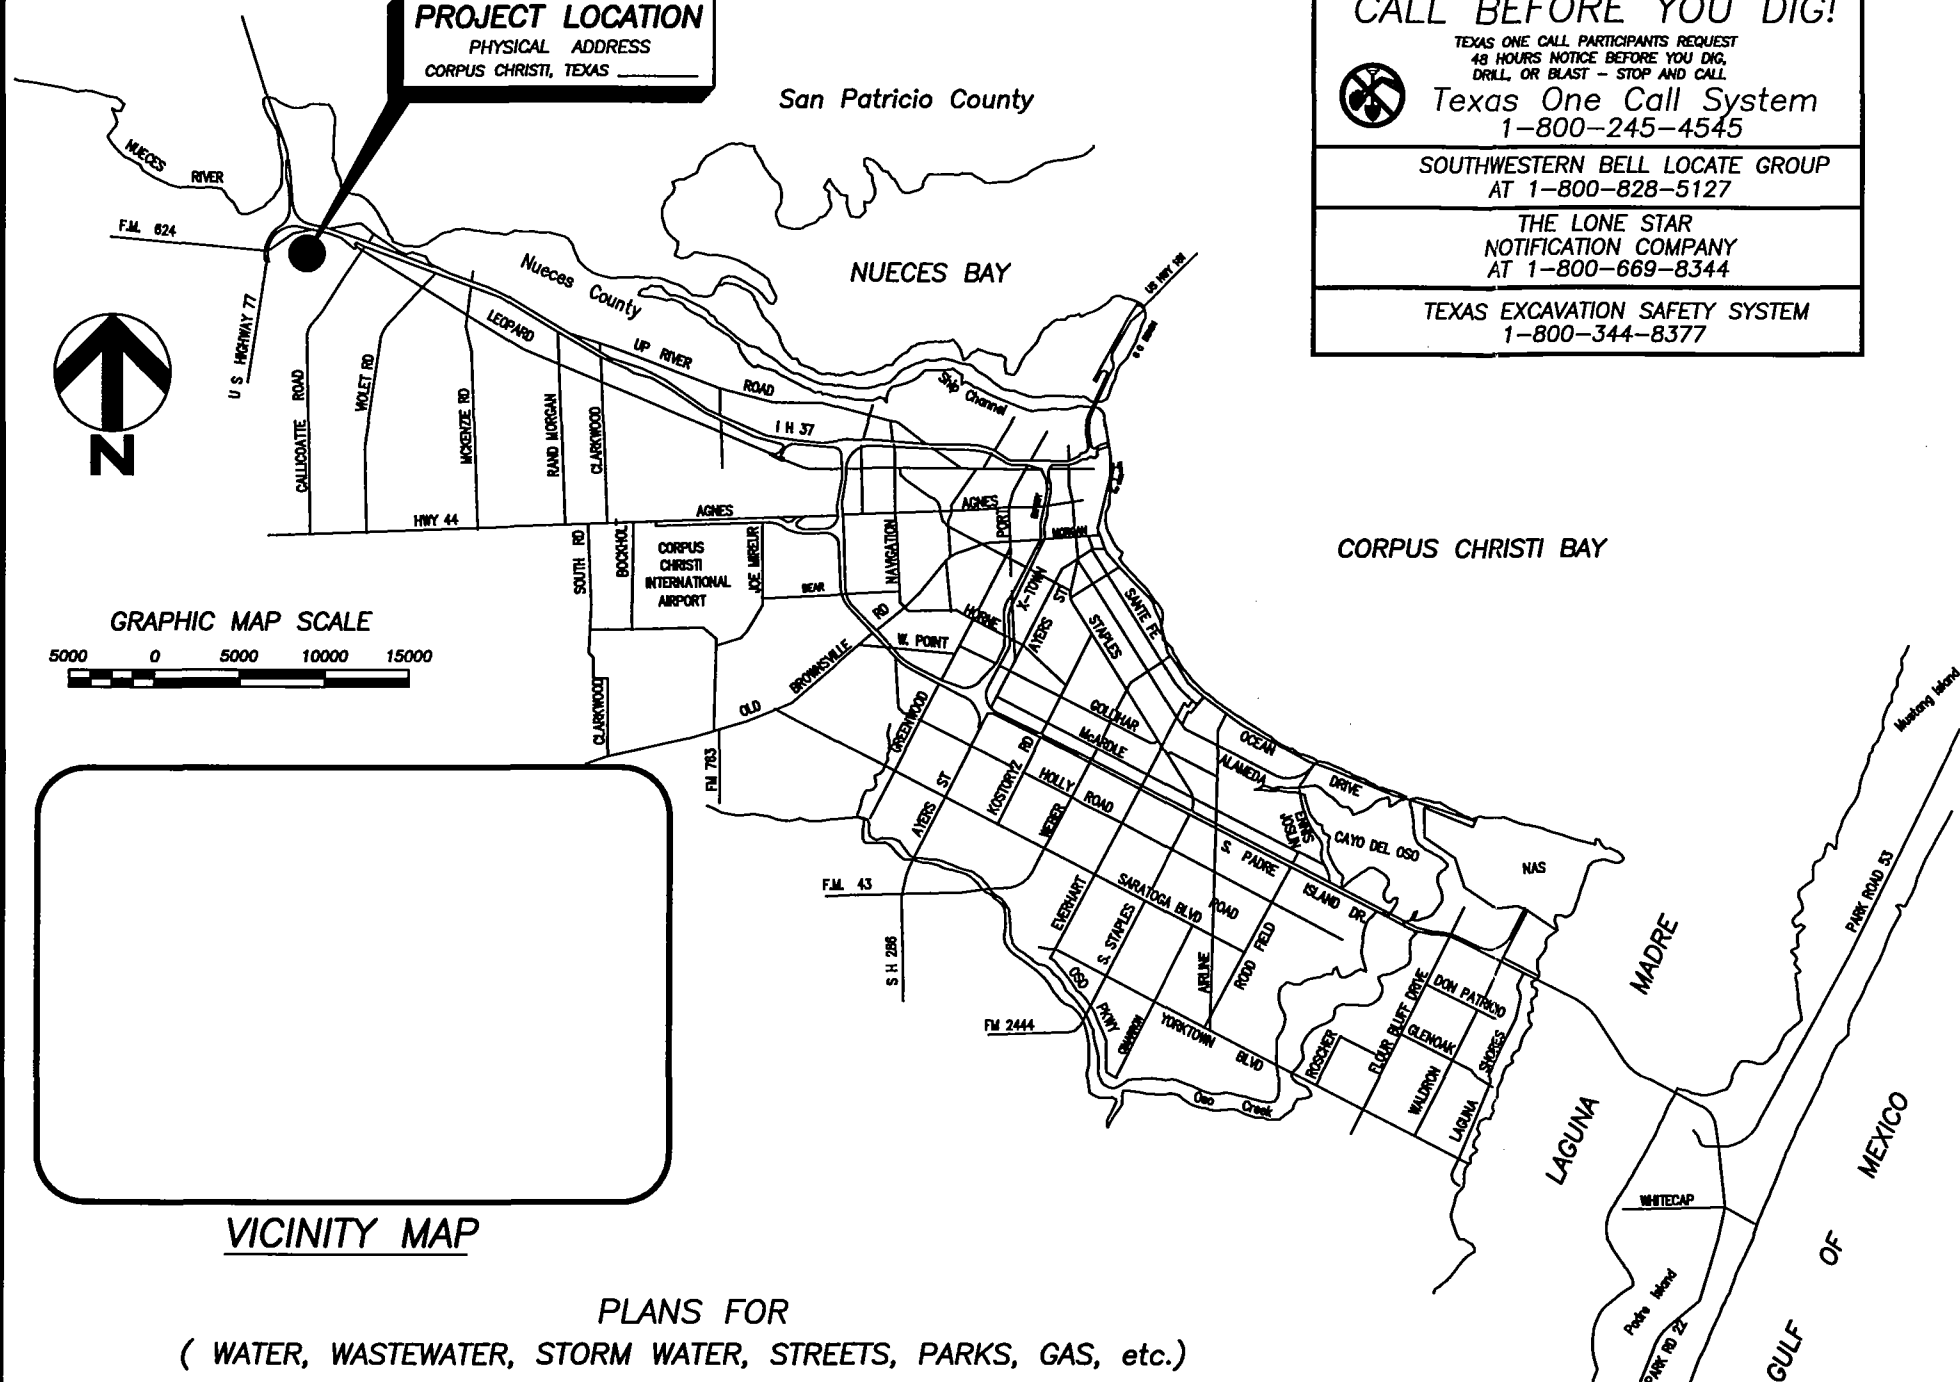 PROJECT LOCATION
PHYSICAL ADDRESS
CORPUS CHRISTI, TEXAS
CALL BEFORE YOU DIG!
TEXAS ONE CALL PARTICIPANTS REQUEST
48 HOURS NOTICE BEFORE YOU DIG,
DRILL, OR BLAST - STOP AND CALL
Texas One Call System
1-800-245-4545
SOUTHWESTERN BELL LOCATE GROUP
AT 1-800-828-5127
THE LONE STAR
NOTIFICATION COMPANY
AT 1-800-669-8344
TEXAS EXCAVATION SAFETY SYSTEM
1-800-344-8377
San Patricio County
NUECES
RIVER
F.M. 624
U S HIGHWAY 77
NUECES BAY
Nueces County
US HWY 181
LEOPARD
UP RIVER
ROAD
I H 37
Ship Channel
N
CALLICOATTE ROAD
VIOLET RD
MCKENZIE RD
RAND MORGAN
CLARKWOOD
HWY 44
AGNES
AGNES
PORT
MORGAN
SOUTH RD
BOCKHOL
CORPUS
CHRISTI
INTERNATIONAL
AIRPORT
JOE MIREUR
BEAR
NAVIGATION
CORPUS CHRISTI BAY
X-TOWN
HORNE
AYERS ST
STAPLES
SANTE FE
GRAPHIC MAP SCALE
5000 0 5000 10000 15000
OLD BROWNSVILLE RD
W. POINT
CLARKWOOD
FM 763
GREENWOOD
GOLLIHAR
McARDLE
OCEAN
DRIVE
ALAMEDA
AYERS ST
KOSTORYZ RD
WEBER
HOLLY ROAD
ENNIS
JOSLIN
CAYO DEL OSO
NAS
S. PADRE
ISLAND DR.
F.M. 43
S H 286
EVERHART
SARATOGA BLVD
ROAD
S. STAPLES
AIRLINE
RODD FIELD
OSO PKWY
CIMARRON
FM 2444
YORKTOWN
BLVD
Oso Creek
ROSCHER
FLOUR BLUFF DRIVE
DON PATRICIO
GLENOAK
WALDRON
LAGUNA SHORES
LAGUNA
MADRE
Mustang Island
PARK ROAD 53
GULF
OF
MEXICO
WHITECAP
Padre Island
PARK RD 22
VICINITY MAP
PLANS FOR
( WATER, WASTEWATER, STORM WATER, STREETS, PARKS, GAS, etc.)